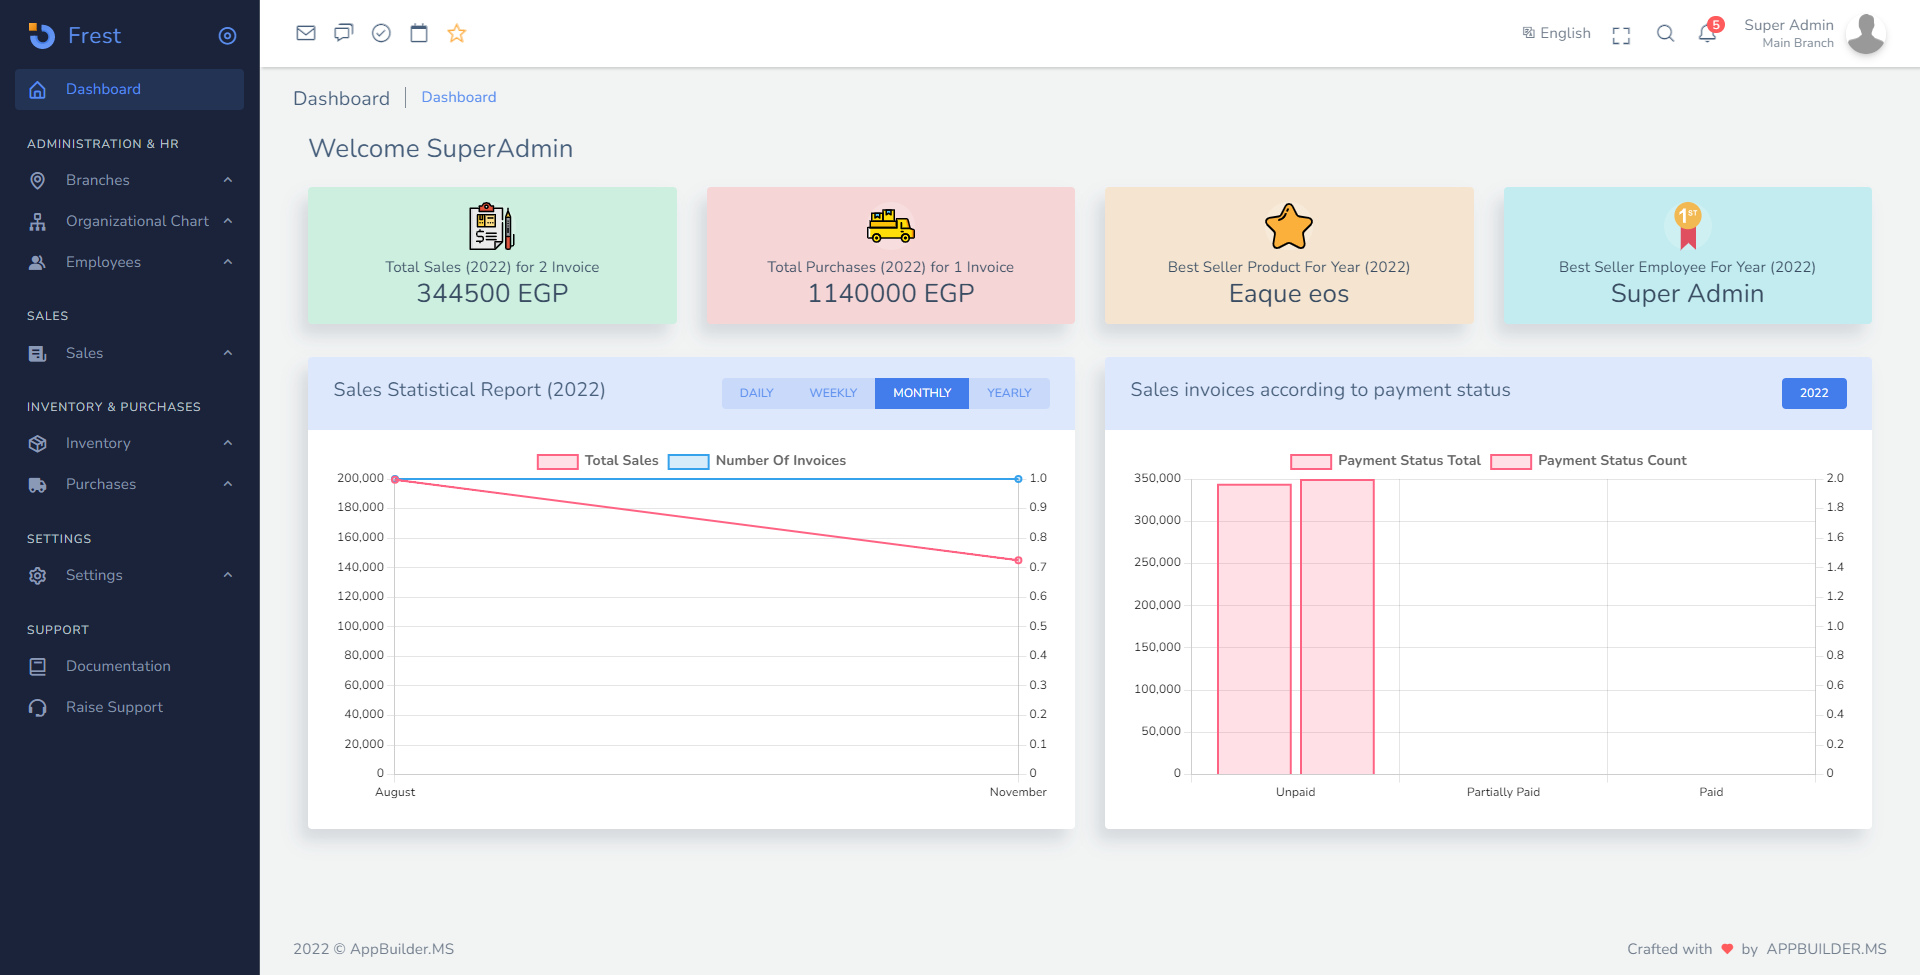 Frest
Dashboard
ADMINISTRATION & HR
Branches
Organizational Chart
Employees
SALES
Sales
INVENTORY & PURCHASES
Inventory
Purchases
SETTINGS
Settings
SUPPORT
Documentation
Raise Support
English
5
Super Admin
Main Branch
Dashboard
Dashboard
Welcome SuperAdmin
Total Sales (2022) for 2 Invoice
344500 EGP
Total Purchases (2022) for 1 Invoice
1140000 EGP
Best Seller Product For Year (2022)
Eaque eos
1ST
Best Seller Employee For Year (2022)
Super Admin
Sales Statistical Report (2022)
DAILY WEEKLY MONTHLY YEARLY
Total Sales Number Of Invoices
200,000 1.0
180,000 0.9
160,000 0.8
140,000 0.7
120,000 0.6
100,000 0.5
80,000 0.4
60,000 0.3
40,000 0.2
20,000 0.1
0 0
August November
Sales invoices according to payment status
2022
Payment Status Total Payment Status Count
350,000
300,000
250,000
200,000
150,000
100,000
50,000
0
2.0
1.8
1.6
1.4
1.2
1.0
0.8
0.6
0.4
0.2
0
Unpaid Partially Paid Paid
2022 © AppBuilder.MS
Crafted with ♥ by APPBUILDER.MS